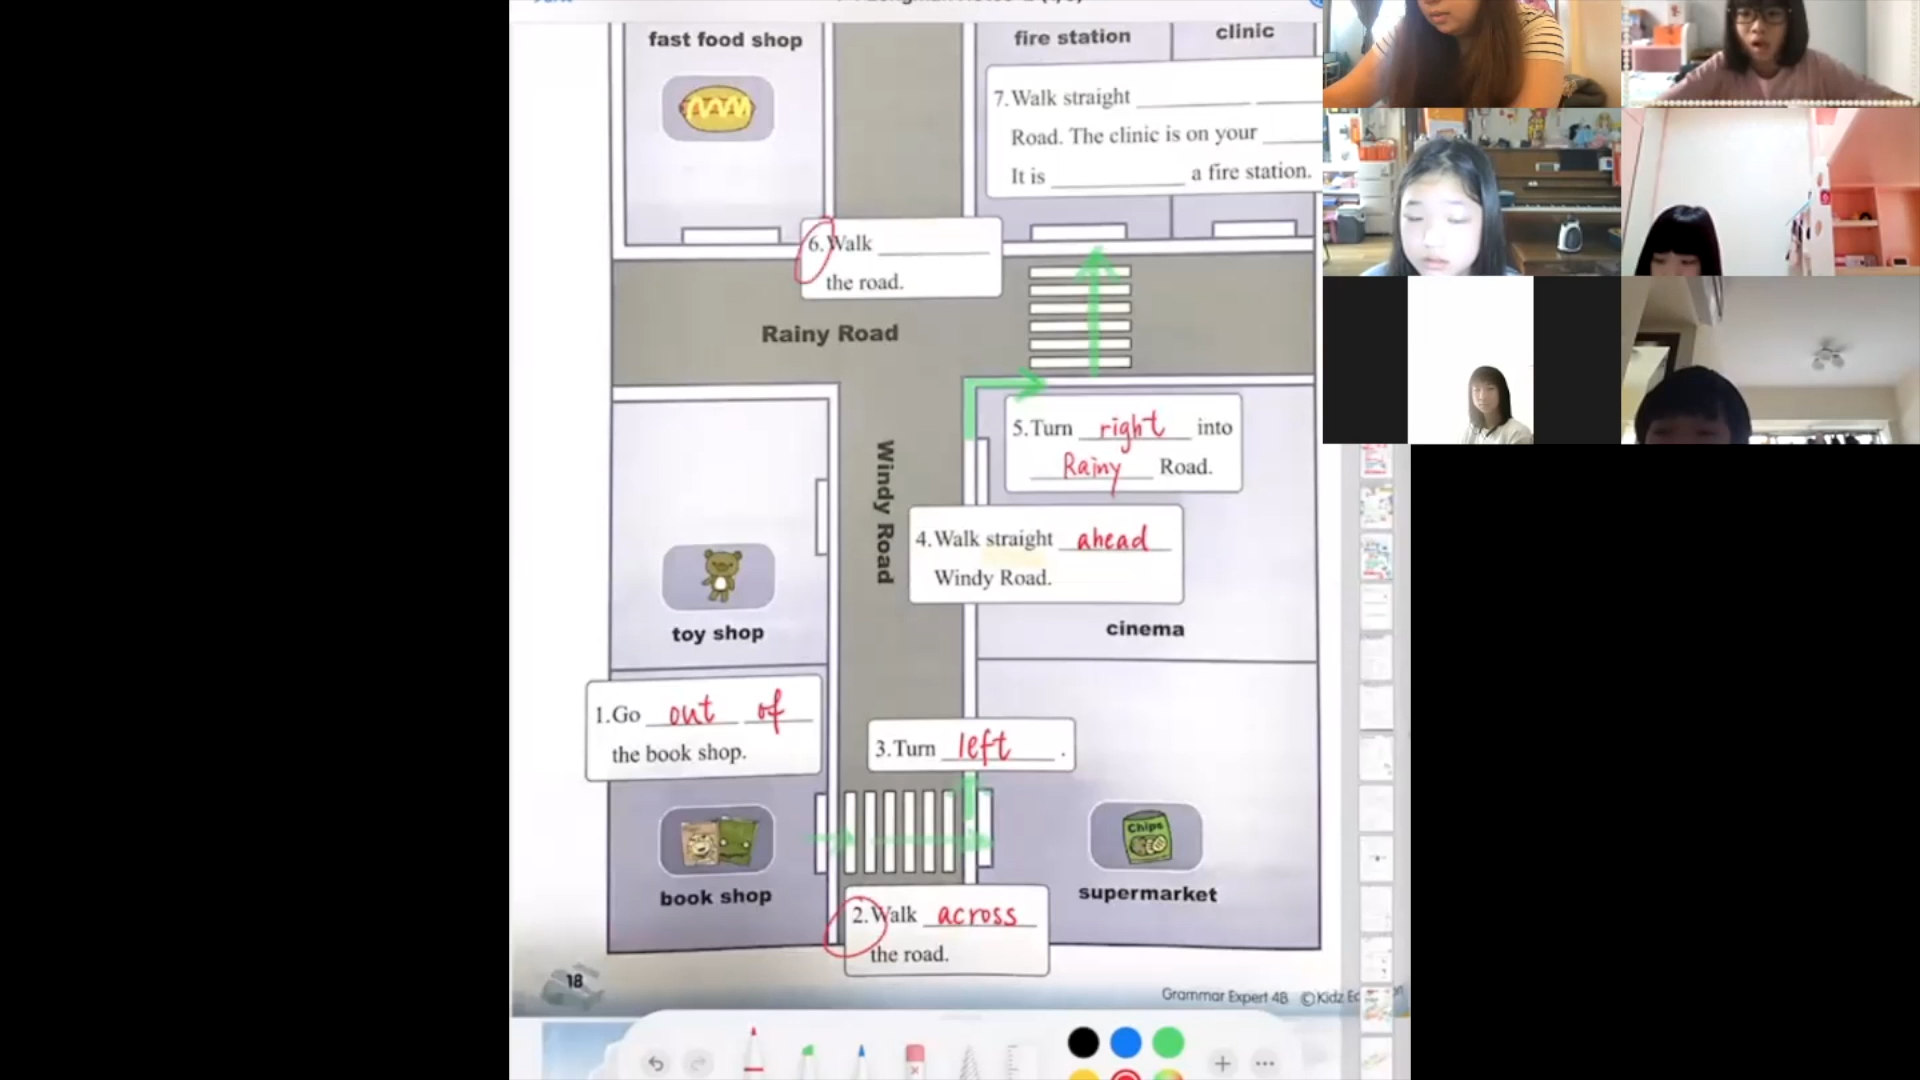 fast food shop
fire station
clinic
7. Walk straight
Road. The clinic is on your
It is a fire station.
6. Walk
the road.
Rainy Road
5. Turn right into
Rainy Road.
Windy Road
4. Walk straight ahead
Windy Road.
toy shop
cinema
1. Go out of
the book shop.
3. Turn left .
Chips
book shop
supermarket
2. Walk across
the road.
18
Grammar Expert 4B ©Kidz